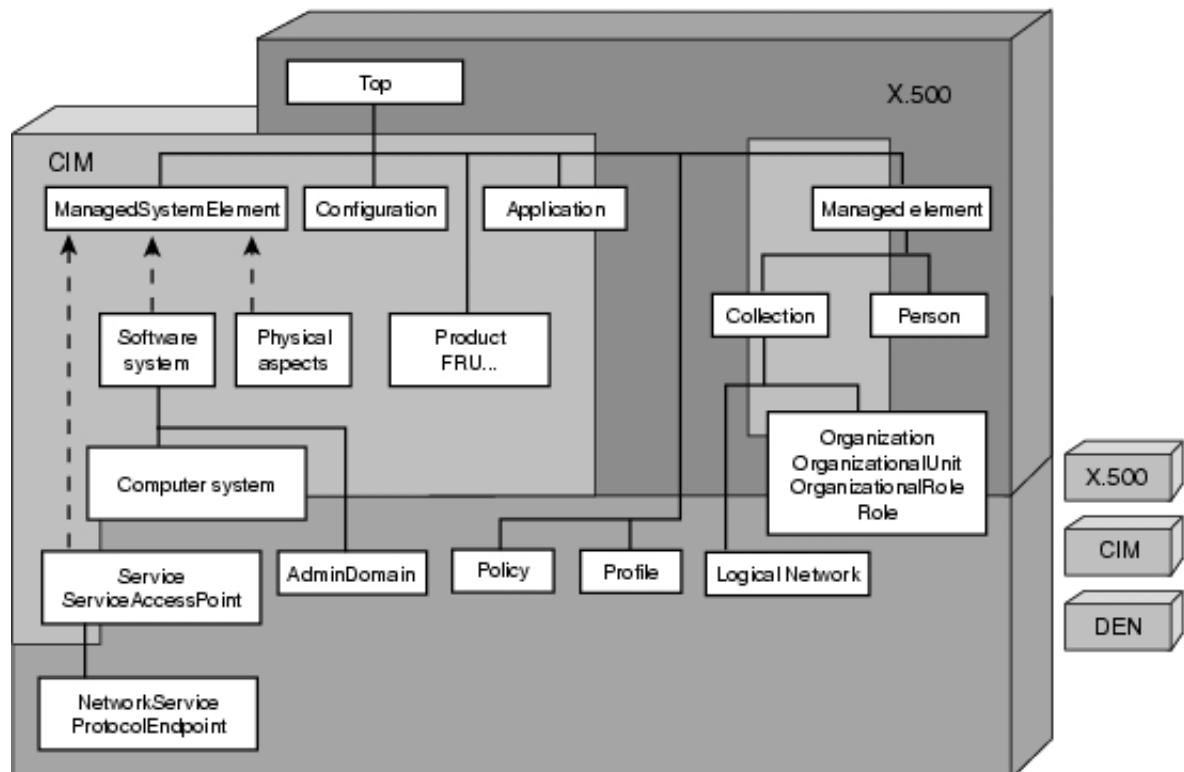 Top
X.500
CIM
ManagedSystemElement
Configuration
Application
Managed element
Collection
Person
Software
system
Physical
aspects
Product
FRU...
Organization
OrganizationalUnit
OrganizationalRole
Role
Computer system
X.500
CIM
DEN
Service
ServiceAccessPoint
AdminDomain
Policy
Profile
Logical Network
NetworkService
ProtocolEndpoint